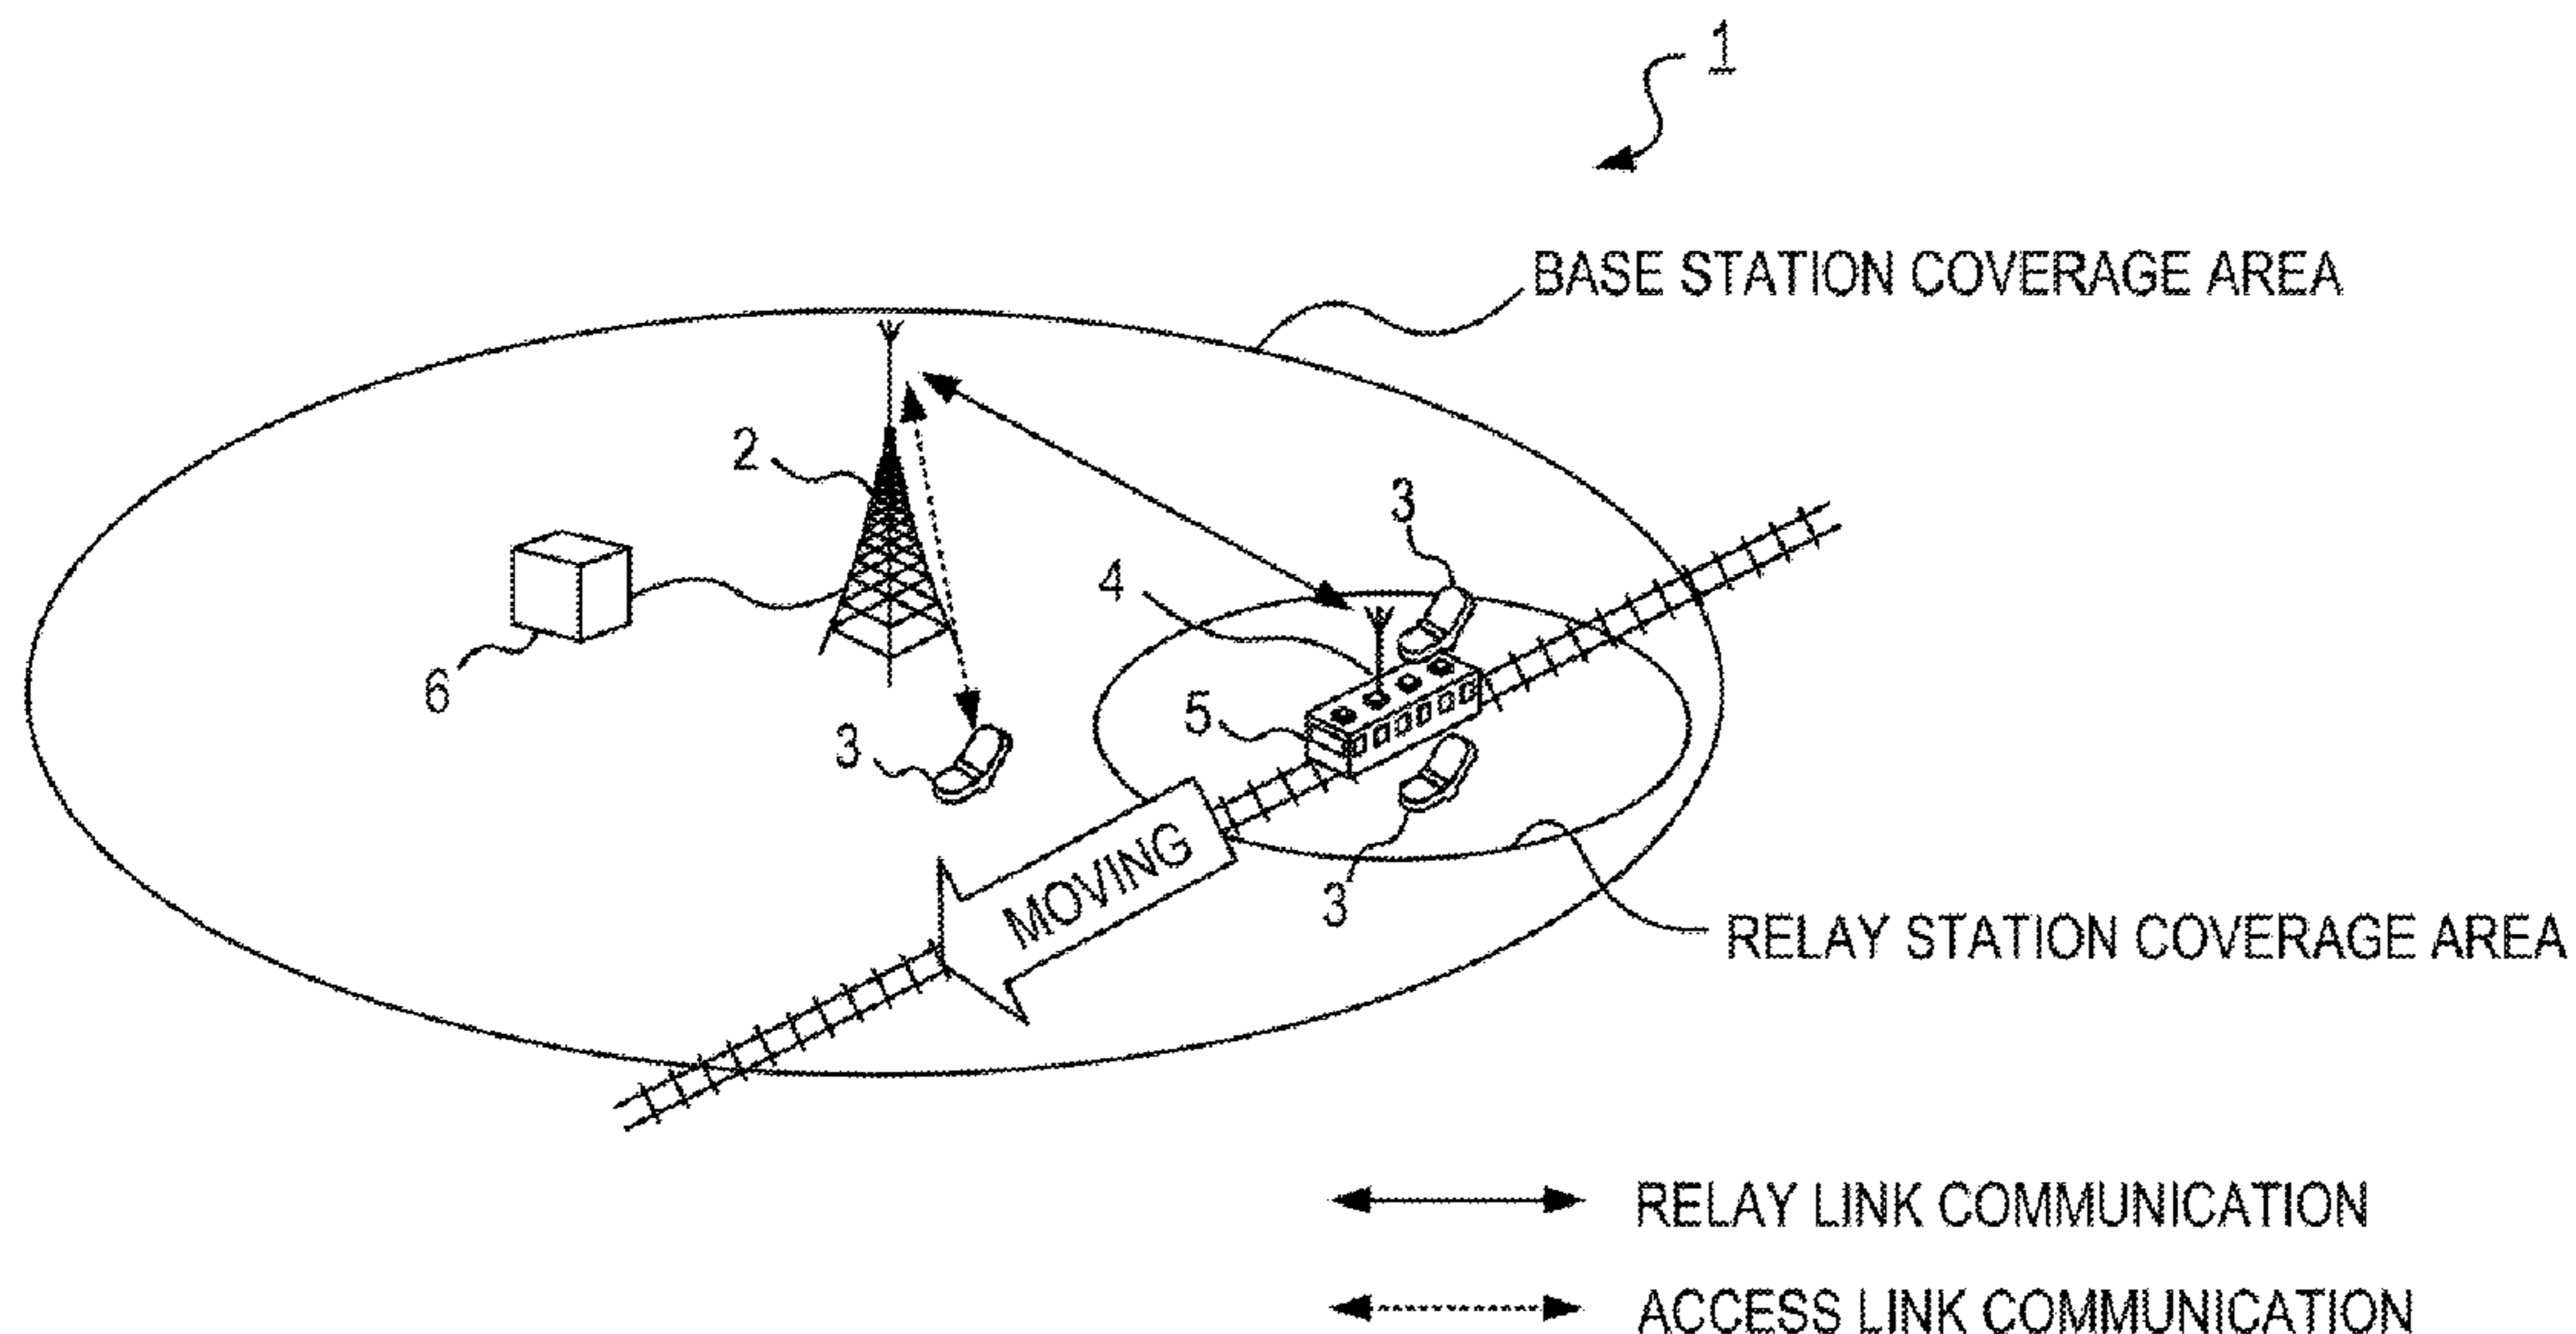 1
BASE STATION COVERAGE AREA
2
3
4
6
5
3
MOVING
3
RELAY STATION COVERAGE AREA
RELAY LINK COMMUNICATION
ACCESS LINK COMMUNICATION